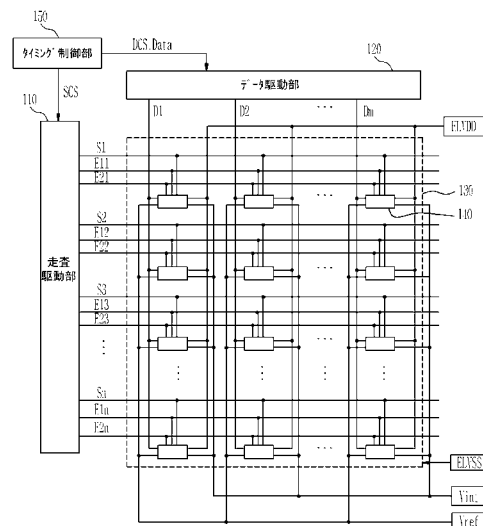 150
タイミング制御部
DCS,Data
120
データ駆動部
SCS
110
D1
D2
...
Dm
ELVDD
S1
E11
E21
130
140
...
S2
E12
E22
...
走査
駆動部
S3
E13
E23
...
Sn
E1n
E2n
...
ELVSS
Vint
Vref